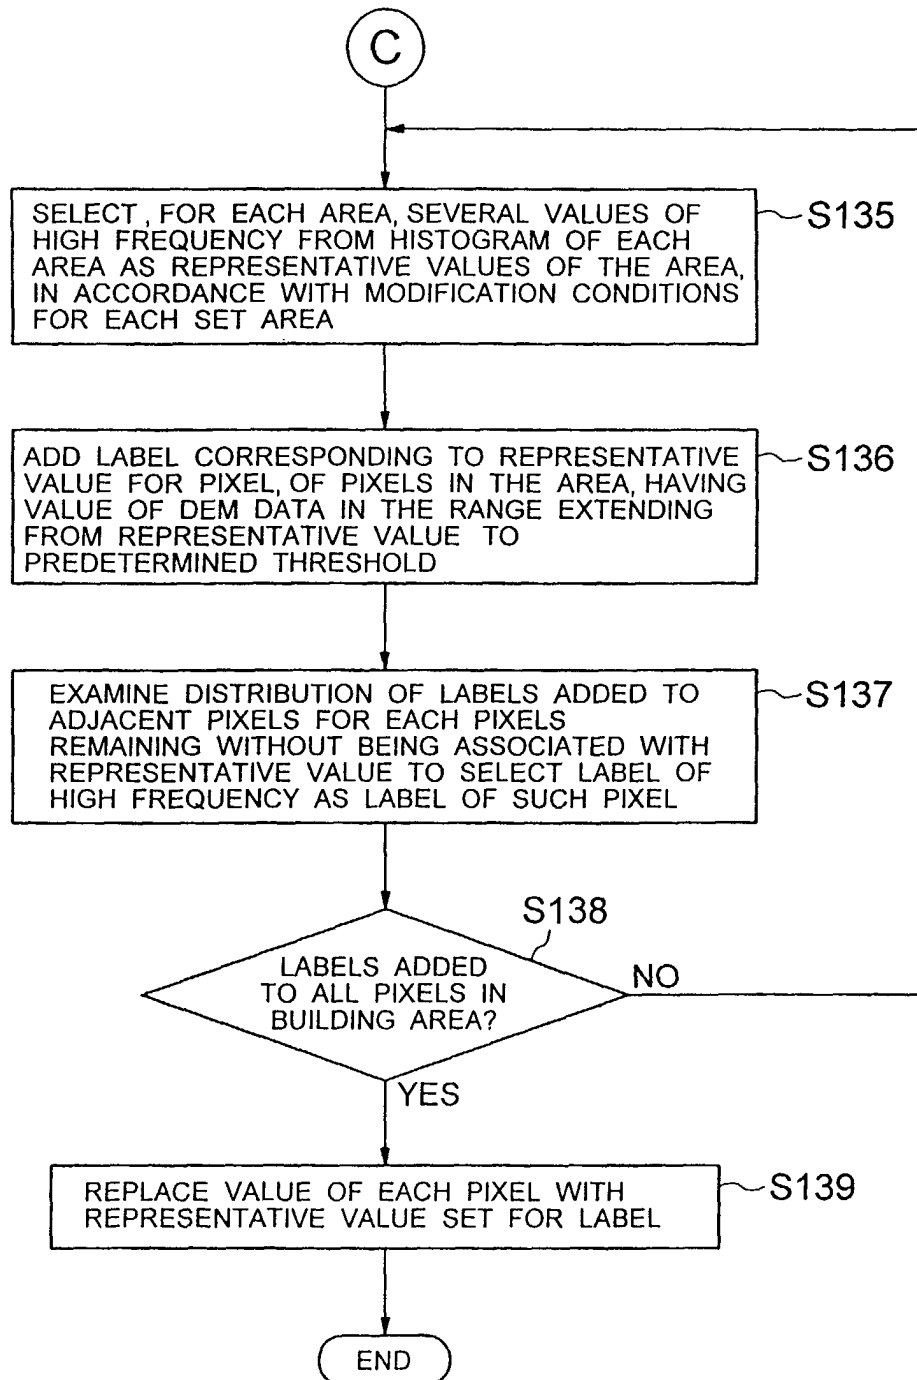 C
SELECT, FOR EACH AREA, SEVERAL VALUES OF
HIGH FREQUENCY FROM HISTOGRAM OF EACH
AREA AS REPRESENTATIVE VALUES OF THE AREA,
IN ACCORDANCE WITH MODIFICATION CONDITIONS
FOR EACH SET AREA
S135
ADD LABEL CORRESPONDING TO REPRESENTATIVE
VALUE FOR PIXEL, OF PIXELS IN THE AREA, HAVING
VALUE OF DEM DATA IN THE RANGE EXTENDING
FROM REPRESENTATIVE VALUE TO
PREDETERMINED THRESHOLD
S136
EXAMINE DISTRIBUTION OF LABELS ADDED TO
ADJACENT PIXELS FOR EACH PIXELS
REMAINING WITHOUT BEING ASSOCIATED WITH
REPRESENTATIVE VALUE TO SELECT LABEL OF
HIGH FREQUENCY AS LABEL OF SUCH PIXEL
S137
S138
LABELS ADDED
TO ALL PIXELS IN
BUILDING AREA?
NO
YES
REPLACE VALUE OF EACH PIXEL WITH
REPRESENTATIVE VALUE SET FOR LABEL
S139
END